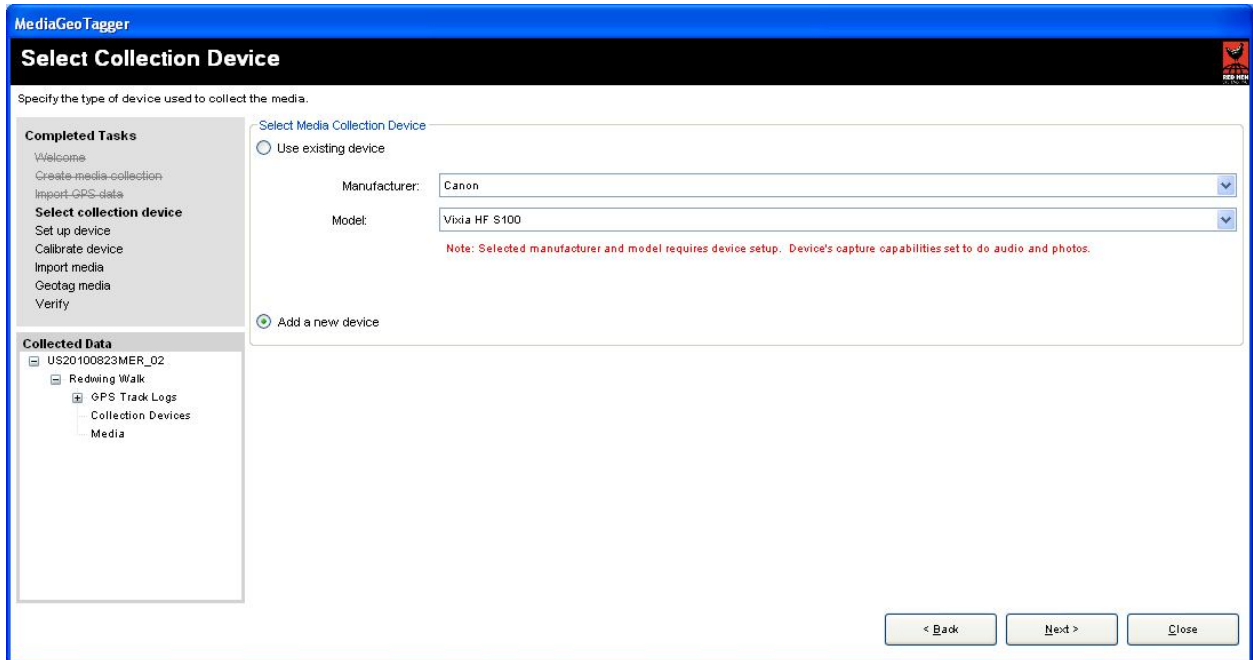 MediaGeoTagger
Select Collection Device
RED HEN
Specify the type of device used to collect the media.
Completed Tasks
Welcome
Create media collection
Import GPS data
Select collection device
Set up device
Calibrate device
Import media
Geotag media
Verify
Select Media Collection Device
Use existing device
Manufacturer: Canon
Model: Vixia HF S100
Note: Selected manufacturer and model requires device setup. Device's capture capabilities set to do audio and photos.
Add a new device
Collected Data
US20100823MER_02
Redwing Walk
GPS Track Logs
Collection Devices
Media
< Back Next > Close